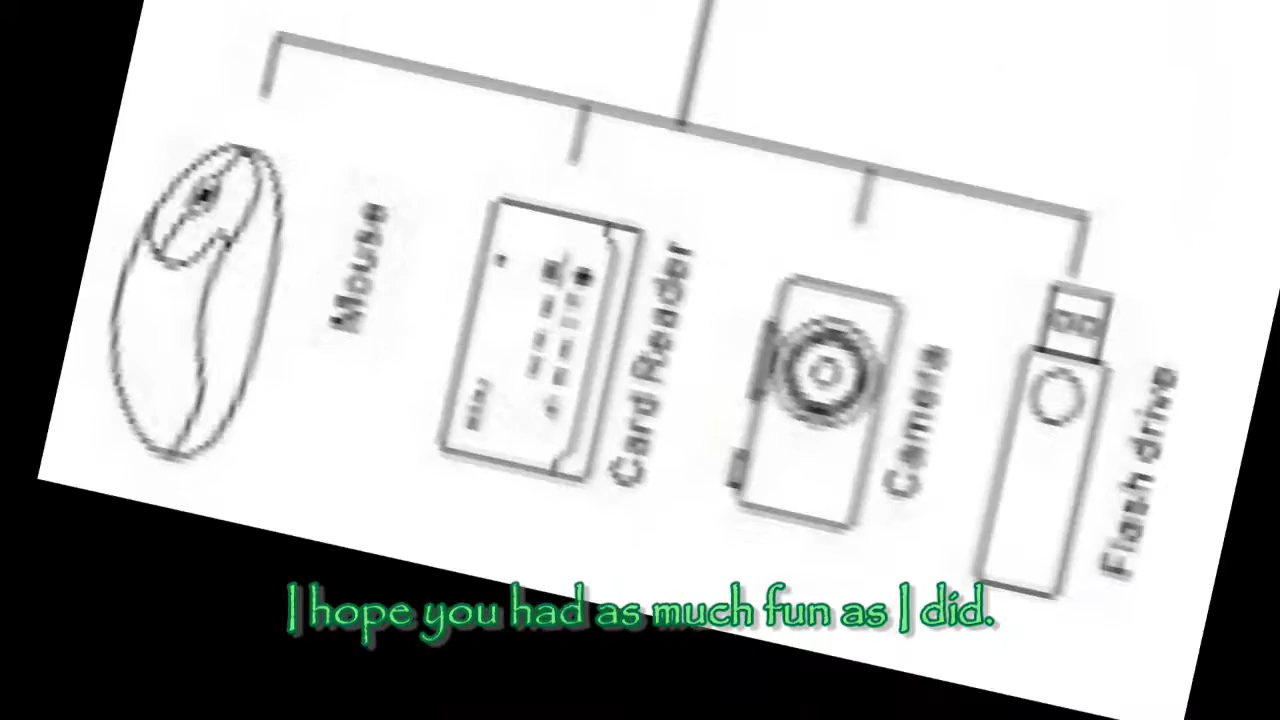 Mouse
Card Reader
Camera
Flash drive
I hope you had as much fun as I did.